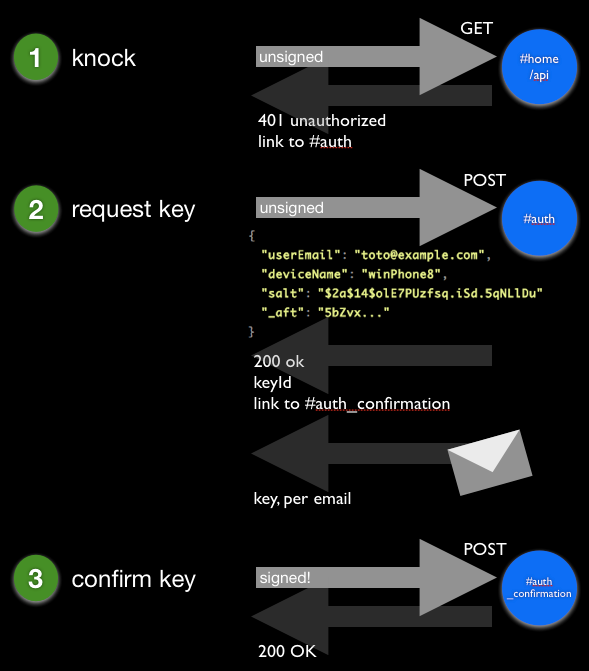 GET
1 knock
unsigned
#home
/api
401 unauthorized
link to #auth
POST
2 request key
unsigned
#auth
{
"userEmail": "toto@example.com",
"deviceName": "winPhone8",
"salt": "$2a$14$olE7PUzfsq.iSd.5qNLlDu"
"_aft": "5bZvx..."
}
200 ok
keyId
link to #auth_confirmation
key, per email
POST
3 confirm key
signed!
#auth
_confirmation
200 OK